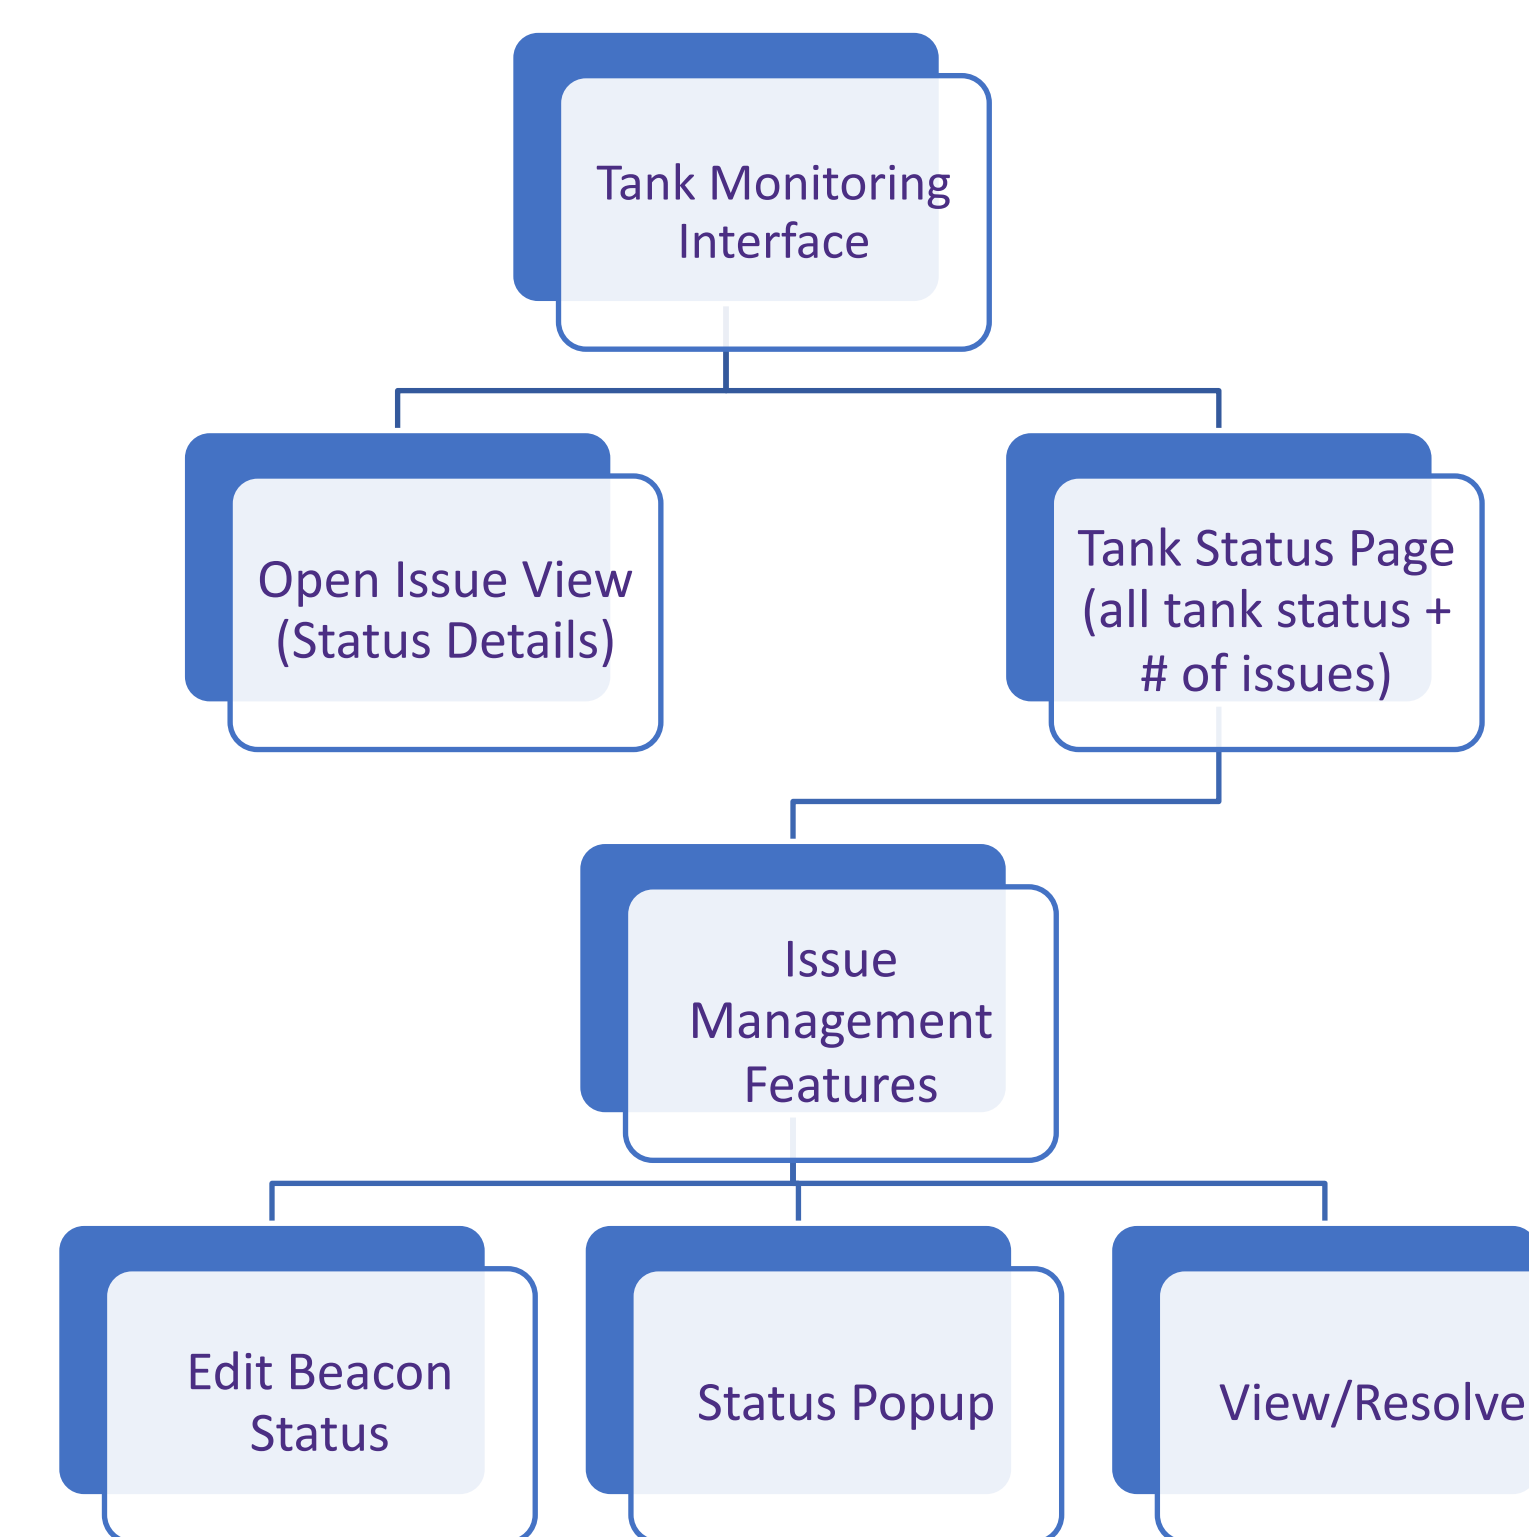 Tank Monitoring
Interface
Open Issue View
(Status Details)
Tank Status Page
(all tank status +
# of issues)
Issue
Management
Features
Edit Beacon
Status
Status Popup
View/Resolve